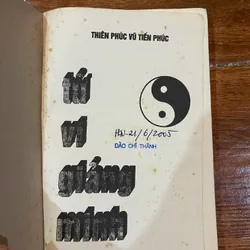 THIÊN PHÚC VŨ TIẾN PHÚC
tử
vi
giảng
minh
HN-21/6/2005
ĐÀO CHÍ THÀNH